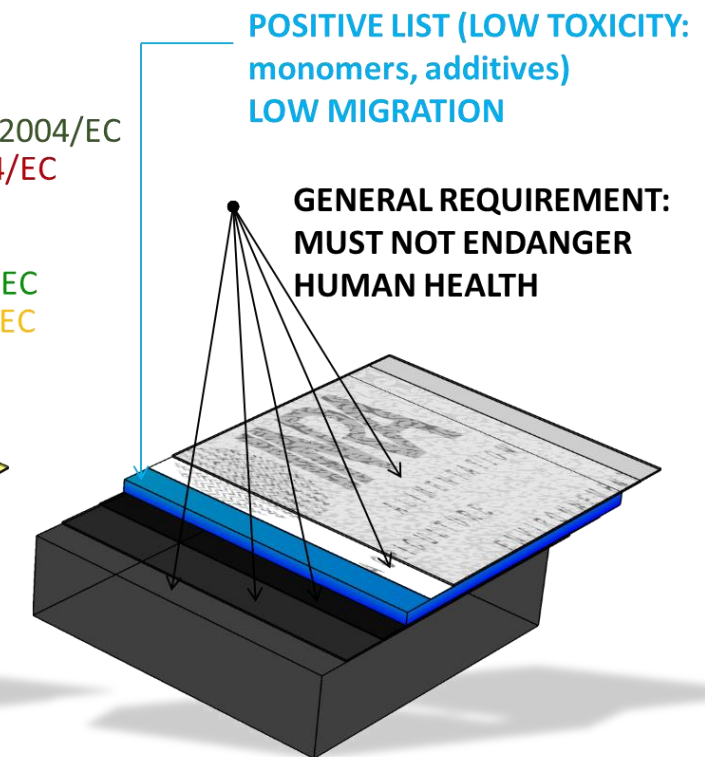 POSITIVE LIST (LOW TOXICITY:
monomers, additives)
LOW MIGRATION
2004/EC
4/EC
GENERAL REQUIREMENT:
MUST NOT ENDANGER
HUMAN HEALTH
EC
EC